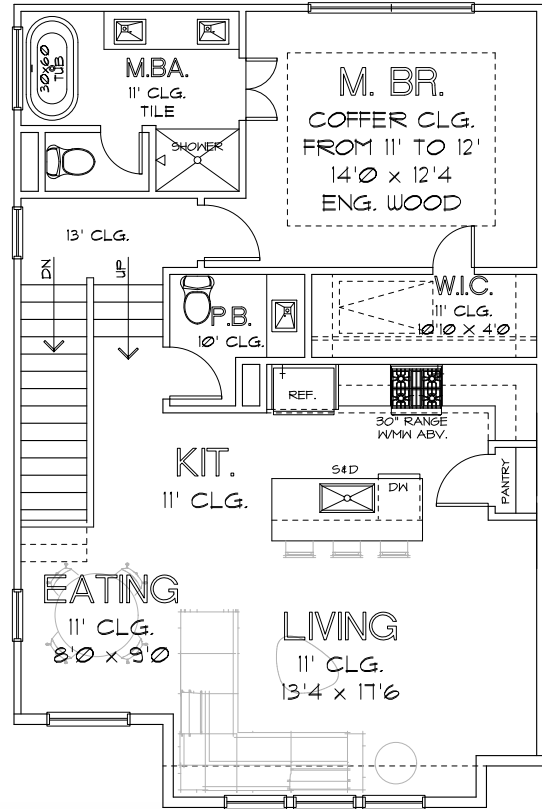 30x60
TUB
M.BA.
11' CLG.
TILE
SHOWER
M. BR.
COFFER CLG.
FROM 11' TO 12'
14'0 x 12'4
ENG. WOOD
13' CLG.
DN
UP
P.B.
10' CLG.
W.I.C.
11' CLG.
10'10 x 4'0
REF.
30" RANGE
W/MW ABV.
KIT.
11' CLG.
S&D
DW
PANTRY
EATING
11' CLG.
8'0 x 9'0
LIVING
11' CLG.
13'4 x 17'6